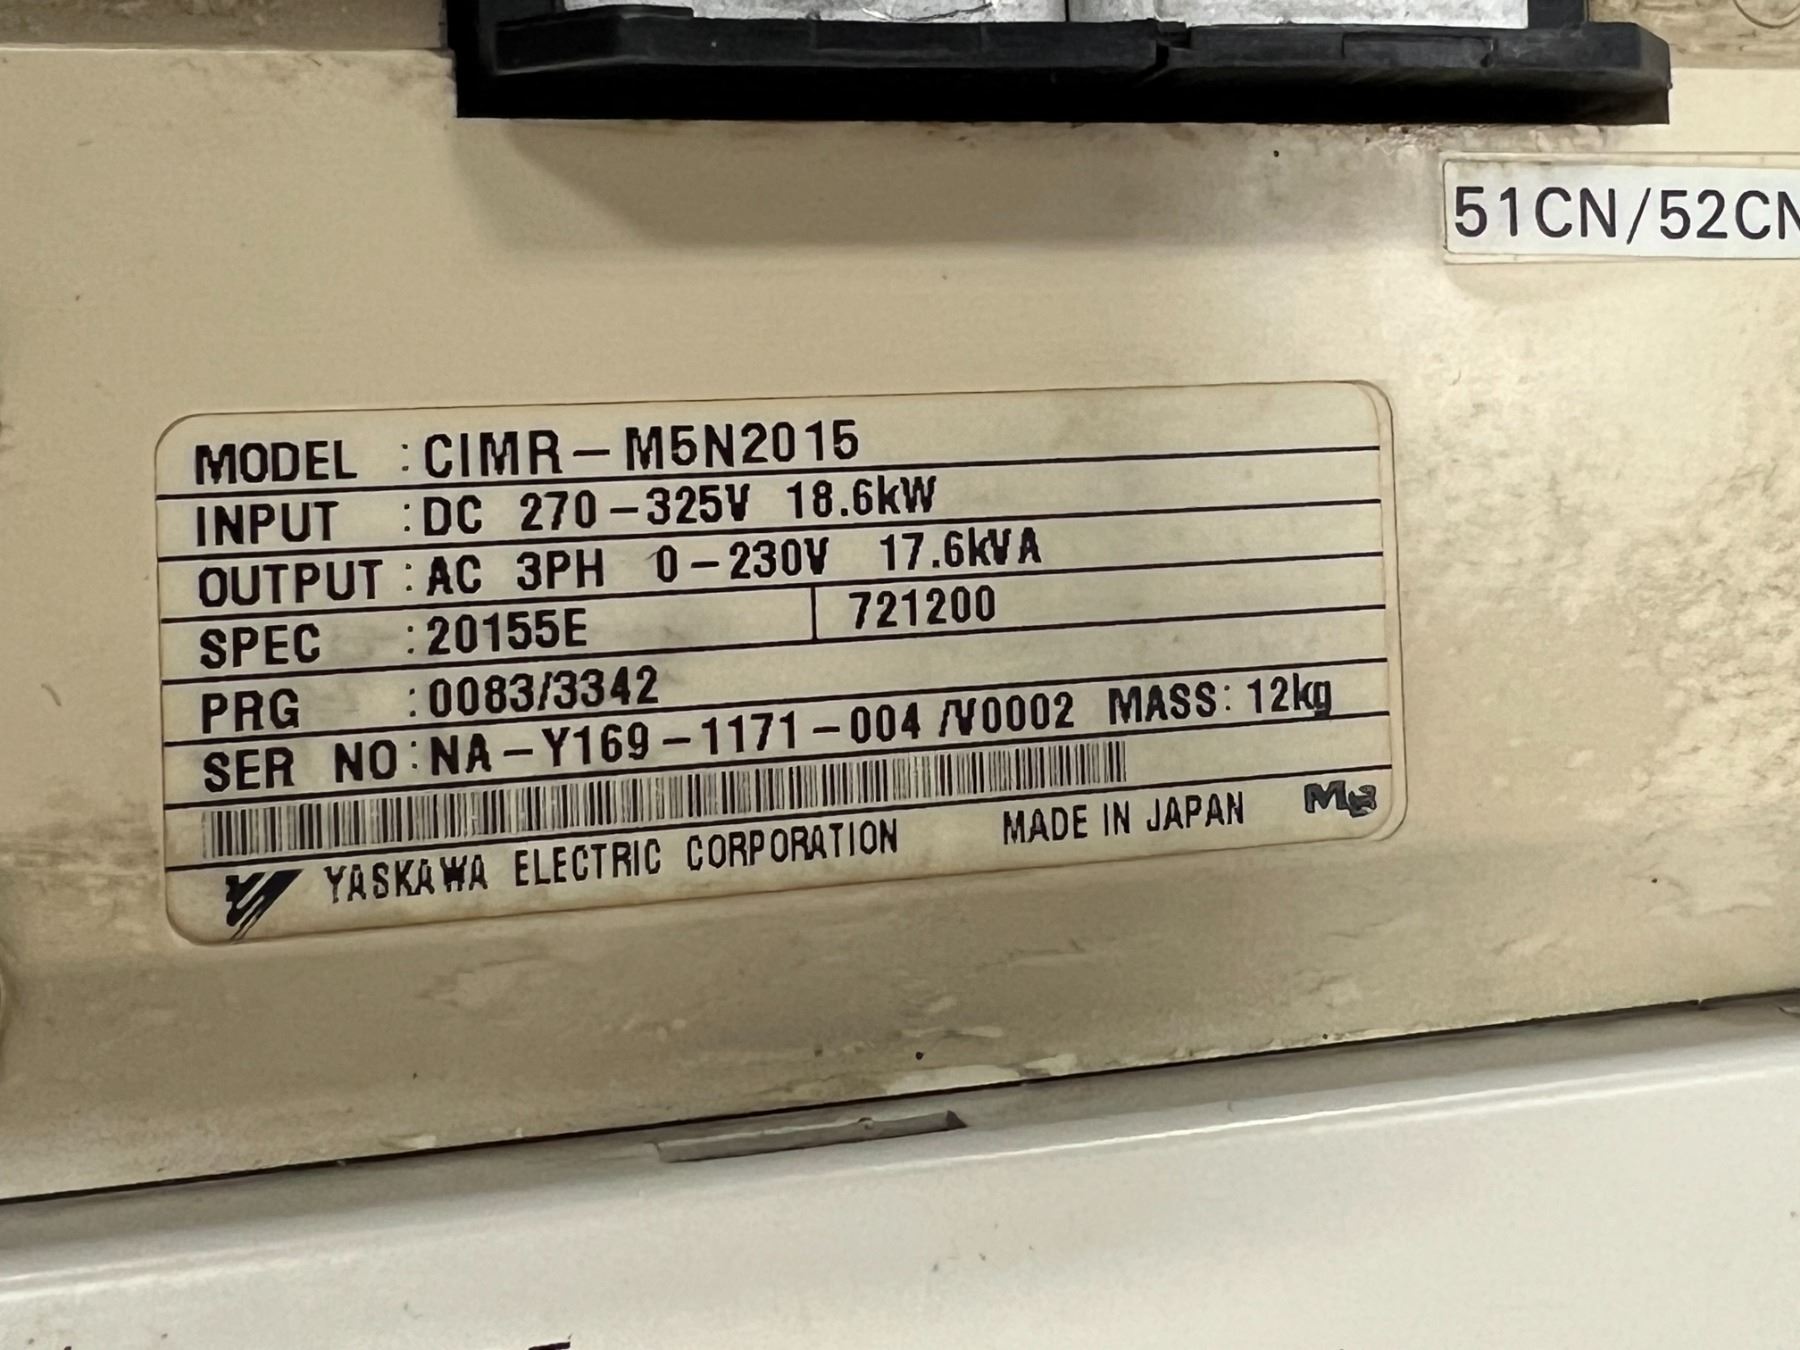 51CN/52CN
MODEL :CIMR-M5N2015
INPUT :DC 270-325V 18.6kW
OUTPUT :AC 3PH 0-230V 17.6kVA
SPEC :20155E 721200
PRG :0083/3342
SER NO:NA-Y169-1171-004 /V0002 MASS: 12kg
YASKAWA ELECTRIC CORPORATION MADE IN JAPAN